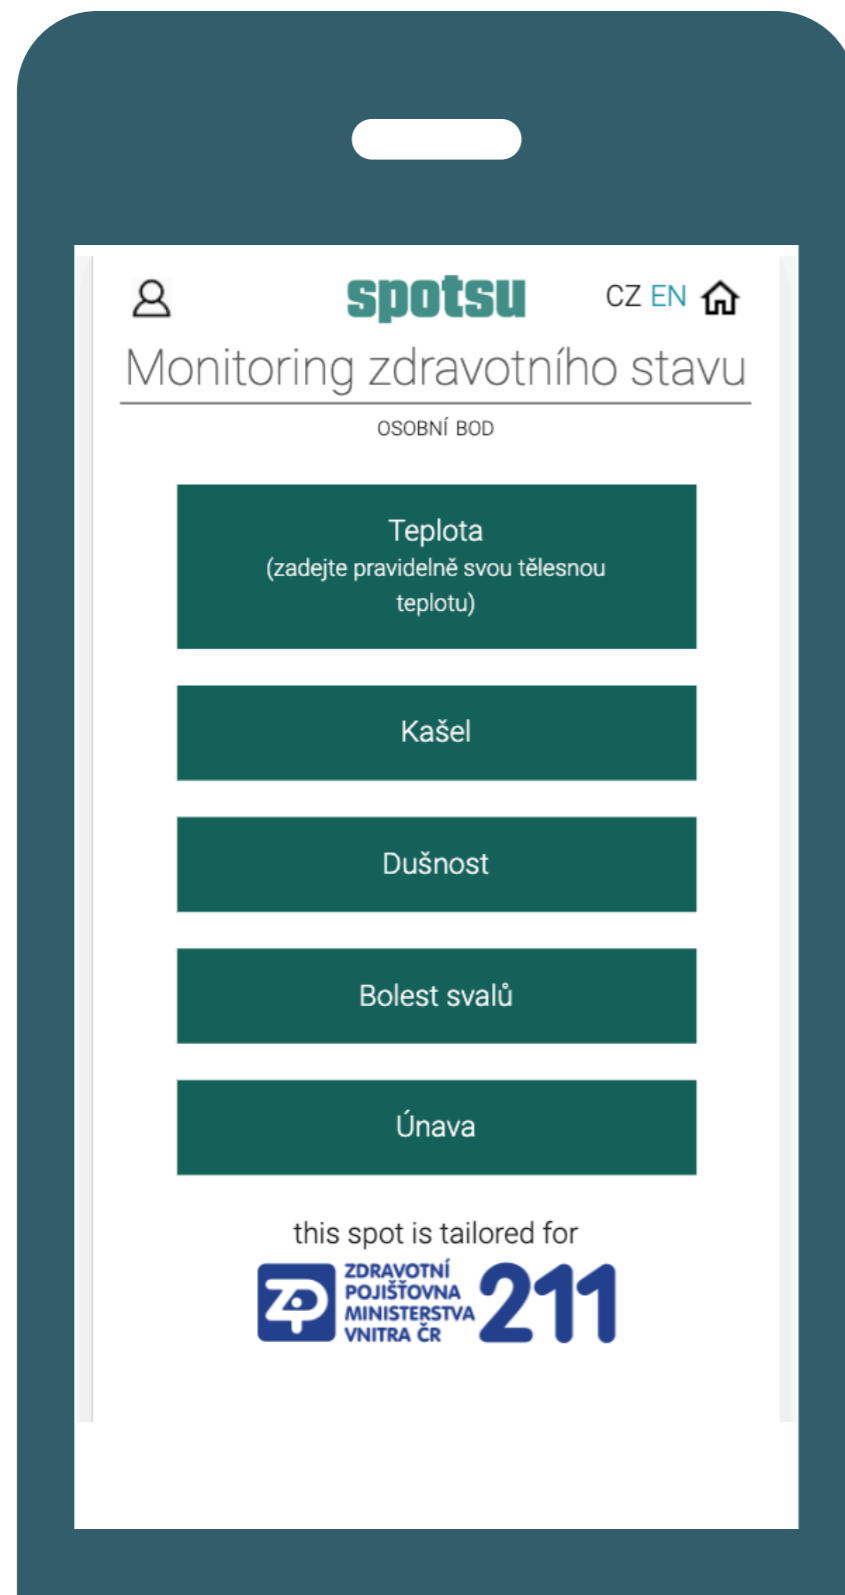 spotsu
CZ EN
Monitoring zdravotního stavu
OSOBNÍ BOD
Teplota
(zadejte pravidelně svou tělesnou
teplotu)
Kašel
Dušnost
Bolest svalů
Únava
this spot is tailored for
ZP
ZDRAVOTNÍ
POJIŠŤOVNA
MINISTERSTVA
VNITRA ČR
211